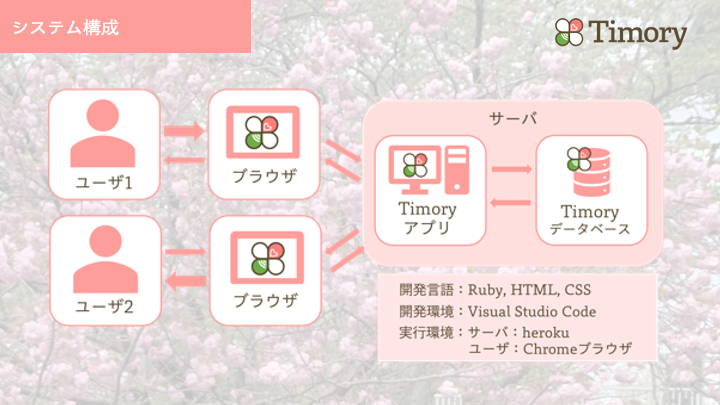 システム構成
Timory
ユーザ1
ブラウザ
サーバ
Timory
アプリ
Timory
データベース
ユーザ2
ブラウザ
開発言語：Ruby, HTML, CSS
開発環境：Visual Studio Code
実行環境：サーバ：heroku
ユーザ：Chromeブラウザ